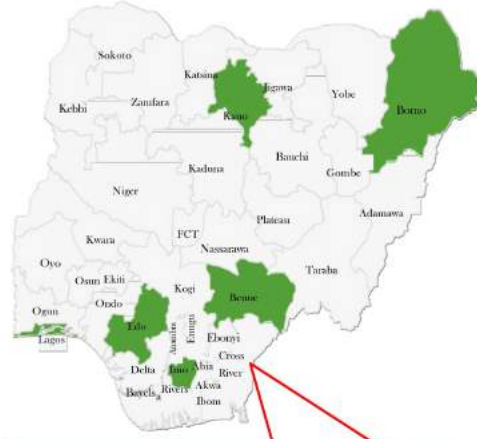 Sokoto
Katsina
Jigawa
Yobe
Borno
Kebbi
Zamfara
Kano
Kaduna
Bauchi
Gombe
Niger
Adamawa
Plateau
FCT
Kwara
Nassarawa
Oyo
Taraba
Osun
Ekiti
Kogi
Ondo
Benue
Ogun
Edo
Lagos
Anambra
Enugu
Ebonyi
Cross
River
Delta
Imo
Abia
Bayelsa
Rivers
Akwa
Ibom